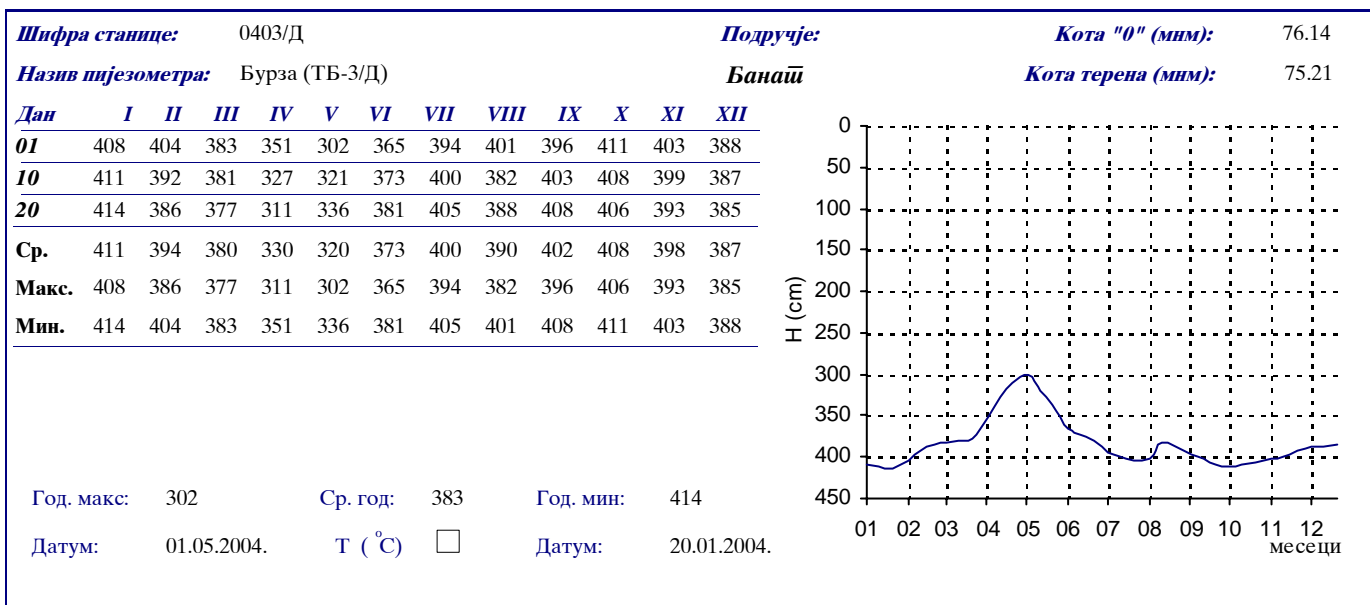 Шифра станице: 0403/Д Подручје: Кота "0" (мнм): 76.14
Назив пијезометра: Бурза (ТБ-3/Д) Банат Кота терена (мнм): 75.21
Дан I II III IV V VI VII VIII IX X XI XII
01 408 404 383 351 302 365 394 401 396 411 403 388
10 411 392 381 327 321 373 400 382 403 408 399 387
20 414 386 377 311 336 381 405 388 408 406 393 385
Ср. 411 394 380 330 320 373 400 390 402 408 398 387
Макс. 408 386 377 311 302 365 394 382 396 406 393 385
Мин. 414 404 383 351 336 381 405 401 408 411 403 388
0
50
100
150
200
250
300
350
400
450
H (cm)
01 02 03 04 05 06 07 08 09 10 11 12
месеци
Год. макс: 302 Ср. год: 383 Год. мин: 414
Датум: 01.05.2004. Т (°C) Датум: 20.01.2004.